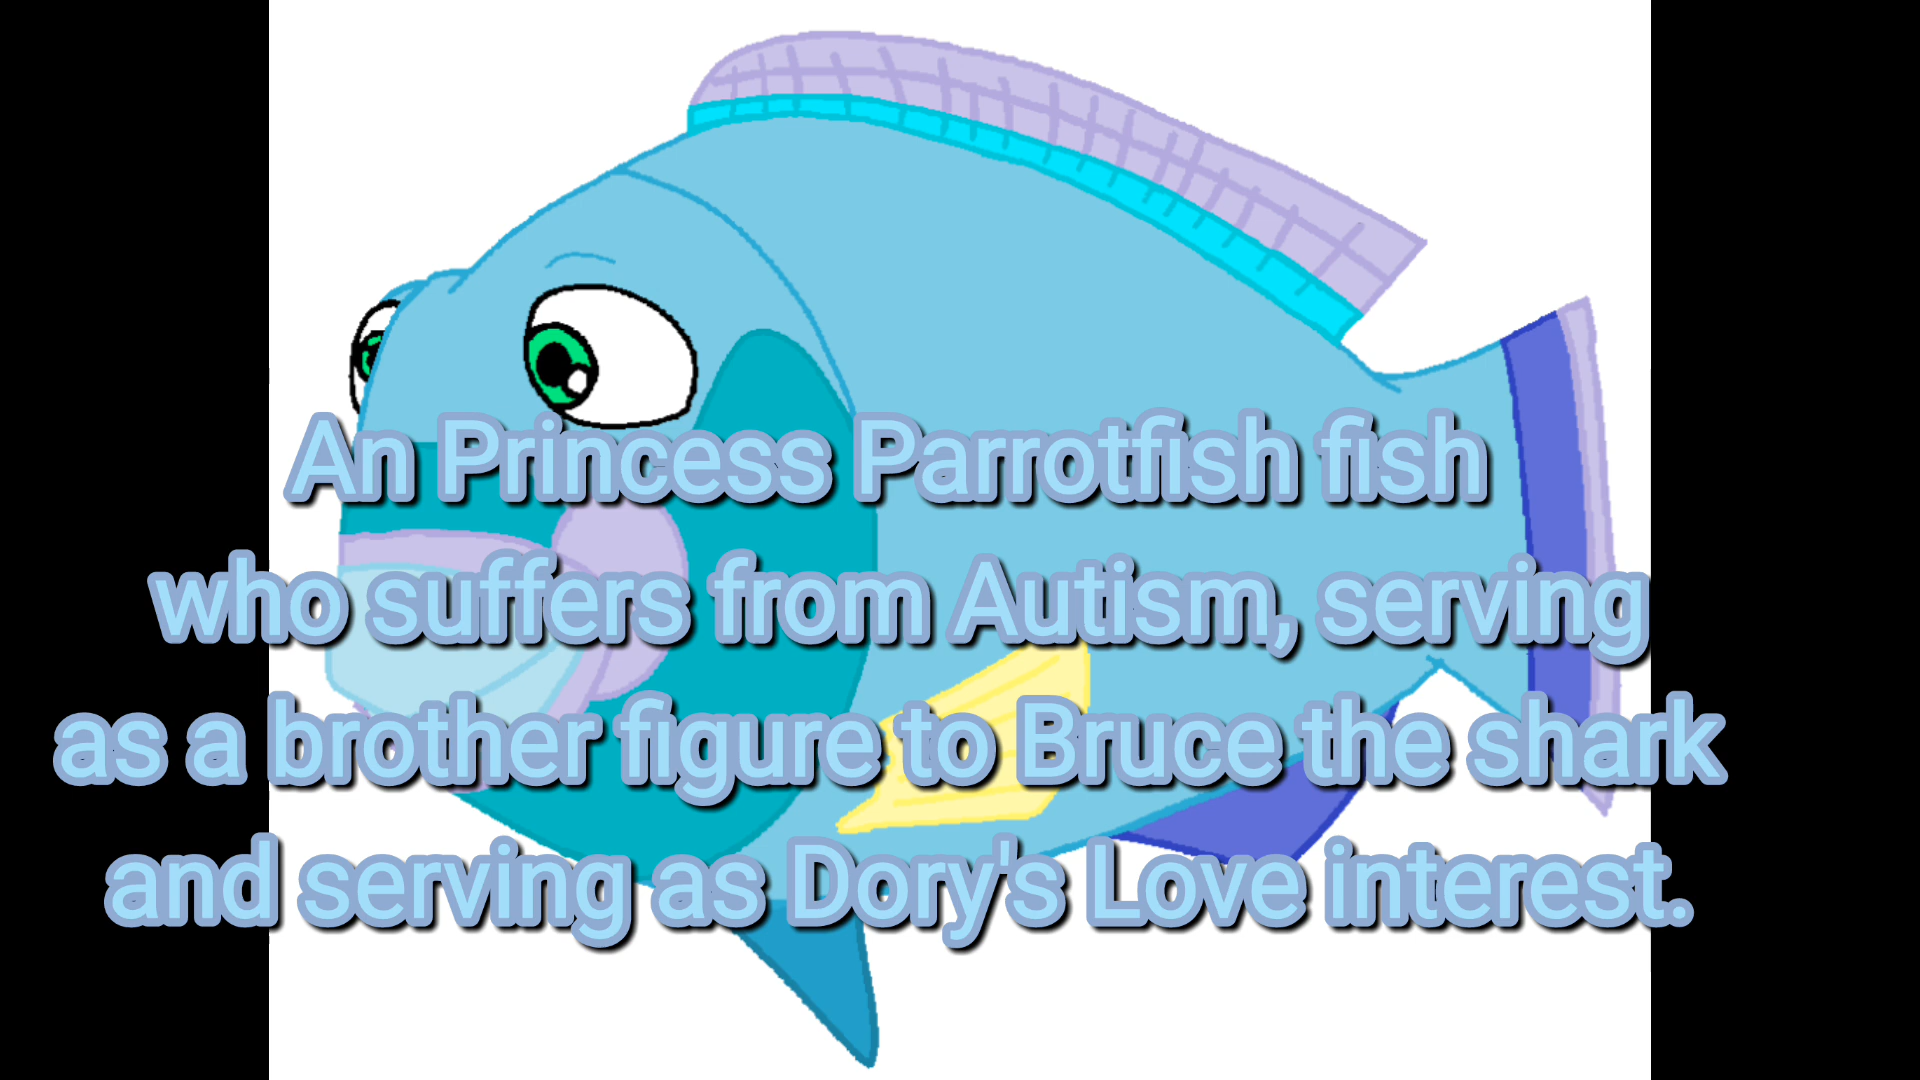 An Princess Parrotfish fish
who suffers from Autism, serving
as a brother figure to Bruce the shark
and serving as Dory's Love interest.